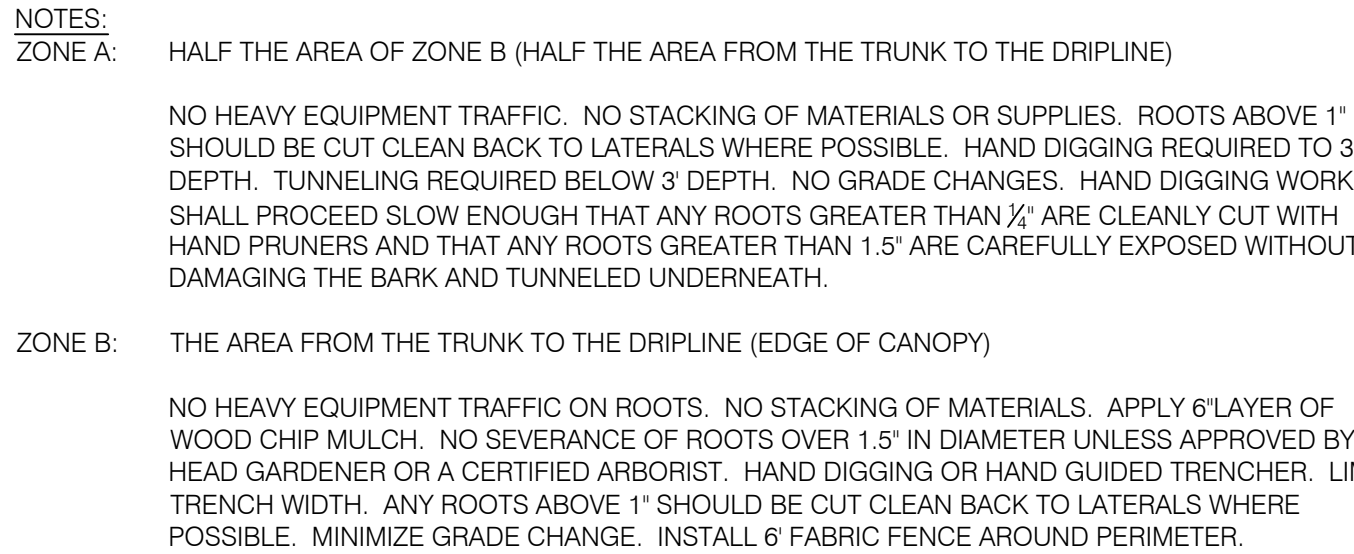 NOTES:
ZONE A: HALF THE AREA OF ZONE B (HALF THE AREA FROM THE TRUNK TO THE DRIPLINE)
NO HEAVY EQUIPMENT TRAFFIC. NO STACKING OF MATERIALS OR SUPPLIES. ROOTS ABOVE 1"
SHOULD BE CUT CLEAN BACK TO LATERALS WHERE POSSIBLE. HAND DIGGING REQUIRED TO 3
DEPTH. TUNNELING REQUIRED BELOW 3' DEPTH. NO GRADE CHANGES. HAND DIGGING WORK
SHALL PROCEED SLOW ENOUGH THAT ANY ROOTS GREATER THAN ¼" ARE CLEANLY CUT WITH
HAND PRUNERS AND THAT ANY ROOTS GREATER THAN 1.5" ARE CAREFULLY EXPOSED WITHOUT
DAMAGING THE BARK AND TUNNELED UNDERNEATH.
ZONE B: THE AREA FROM THE TRUNK TO THE DRIPLINE (EDGE OF CANOPY)
NO HEAVY EQUIPMENT TRAFFIC ON ROOTS. NO STACKING OF MATERIALS. APPLY 6"LAYER OF
WOOD CHIP MULCH. NO SEVERANCE OF ROOTS OVER 1.5" IN DIAMETER UNLESS APPROVED BY
HEAD GARDENER OR A CERTIFIED ARBORIST. HAND DIGGING OR HAND GUIDED TRENCHER.
TRENCH WIDTH. ANY ROOTS ABOVE 1" SHOULD BE CUT CLEAN BACK TO LATERALS WHERE
POSSIBLE. MINIMIZE GRADE CHANGE. INSTALL 6' FABRIC FENCE AROUND PERIMETER.